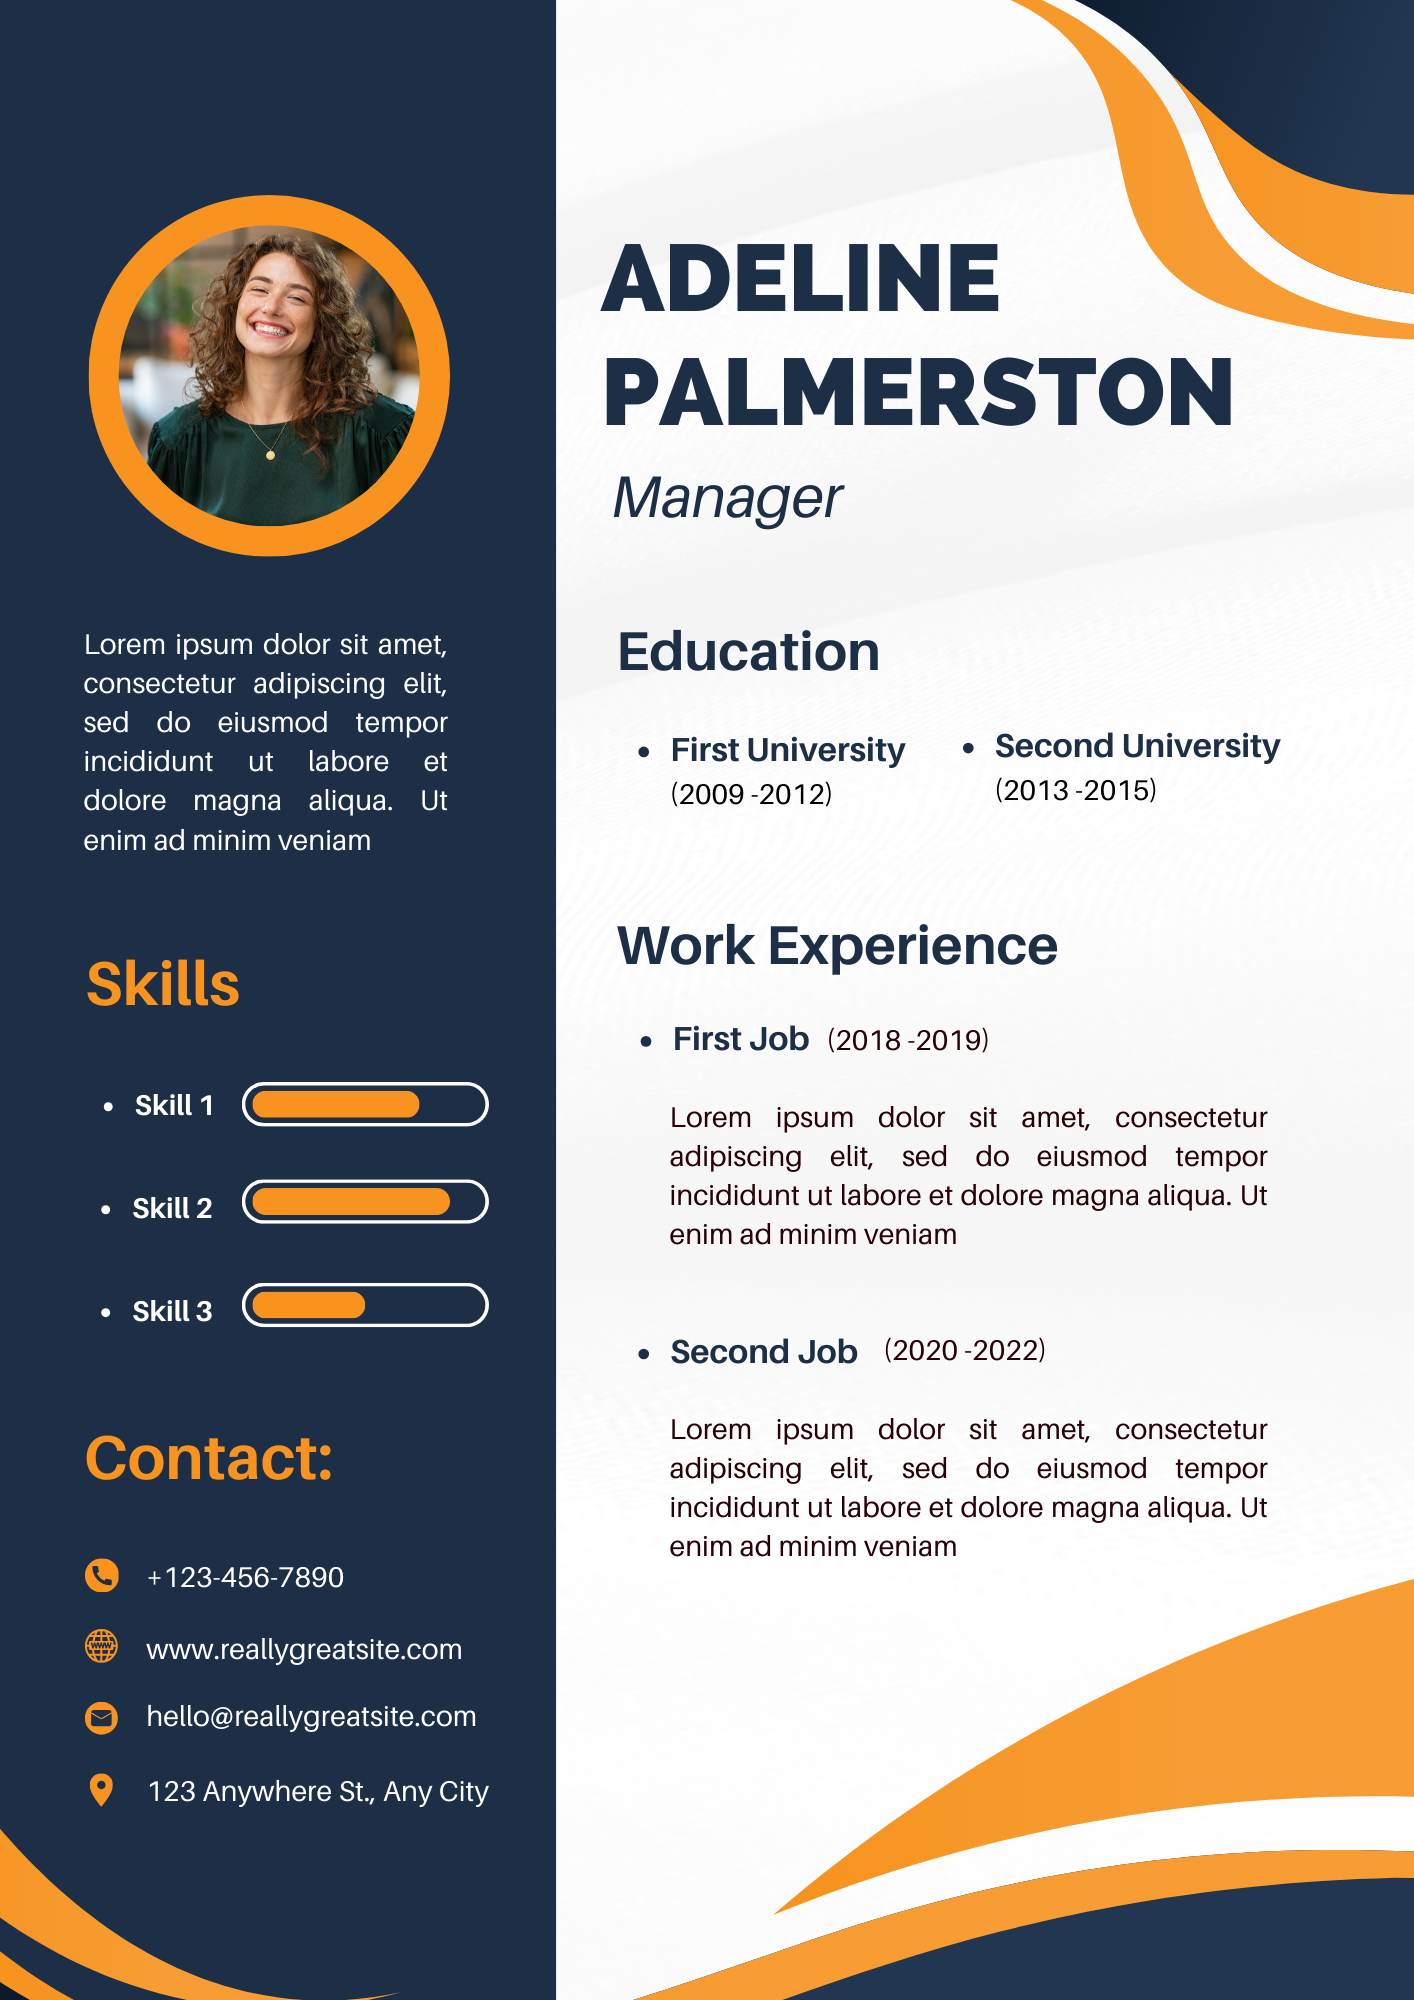 ADELINE
PALMERSTON
Manager
Lorem ipsum dolor sit amet,
consectetur adipiscing elit,
sed do eiusmod tempor
incididunt ut labore et
dolore magna aliqua. Ut
enim ad minim veniam
Skills
• Skill 1
• Skill 2
• Skill 3
Contact:
+123-456-7890
www.reallygreatsite.com
hello@reallygreatsite.com
123 Anywhere St., Any City
Education
• First University
(2009 -2012)
• Second University
(2013 -2015)
Work Experience
• First Job (2018 -2019)
Lorem ipsum dolor sit amet, consectetur
adipiscing elit, sed do eiusmod tempor
incididunt ut labore et dolore magna aliqua. Ut
enim ad minim veniam
• Second Job (2020 -2022)
Lorem ipsum dolor sit amet, consectetur
adipiscing elit, sed do eiusmod tempor
incididunt ut labore et dolore magna aliqua. Ut
enim ad minim veniam